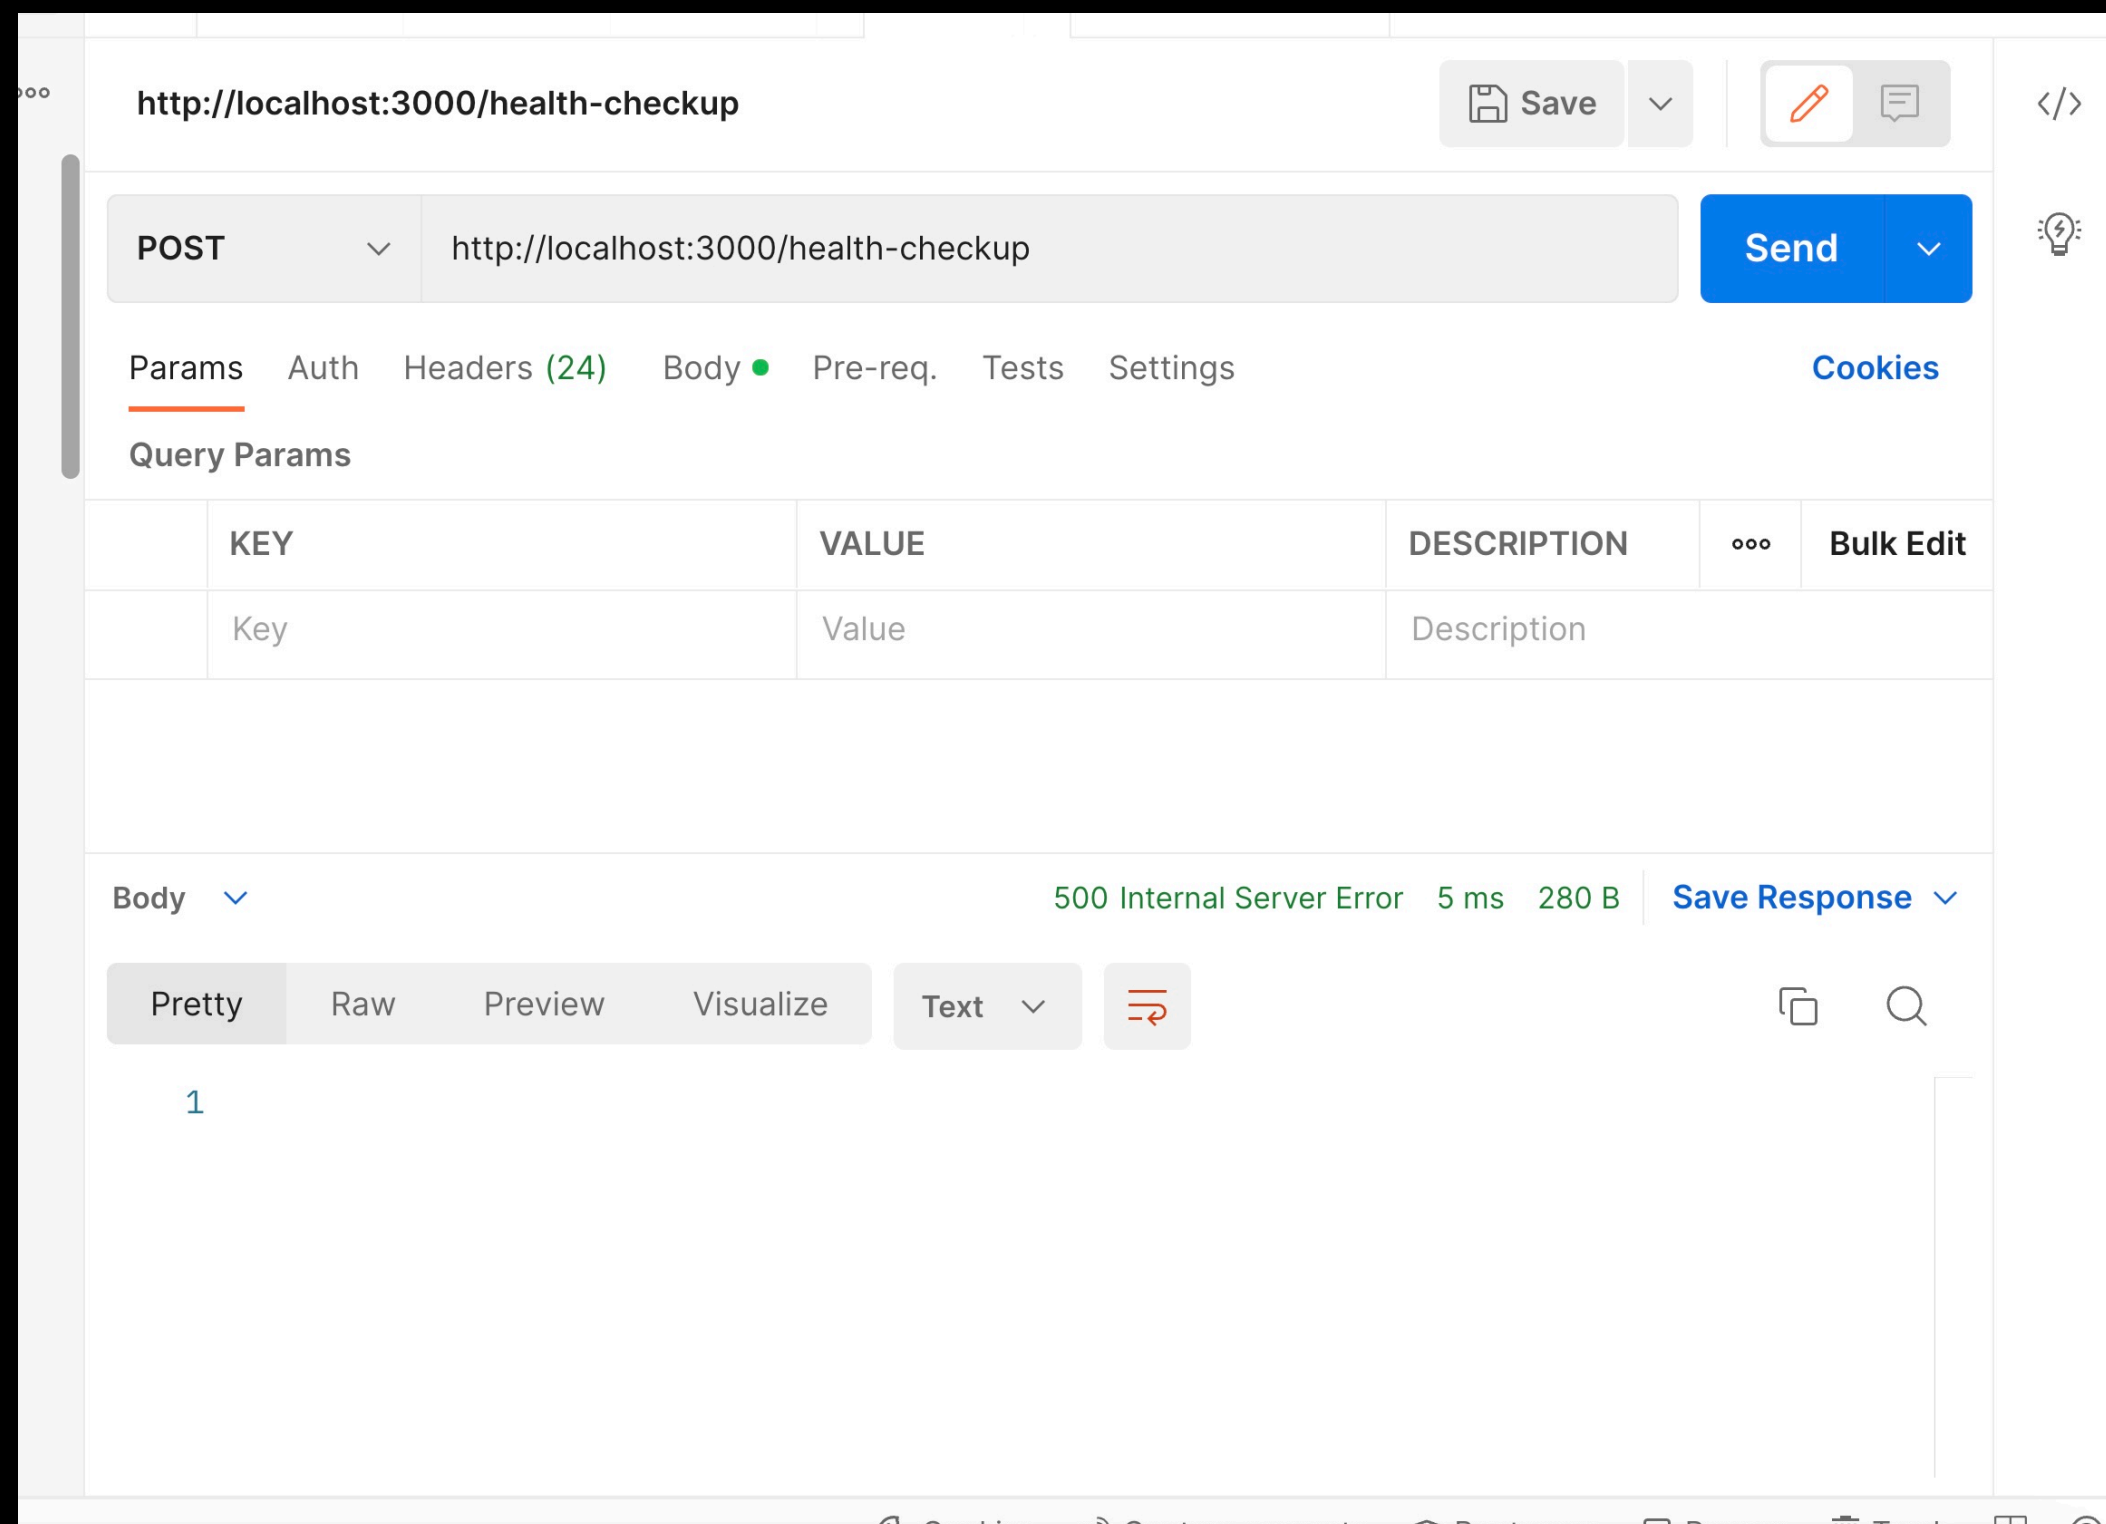 http://localhost:3000/health-checkup
Save
POST
http://localhost:3000/health-checkup
Send
Params Auth Headers (24) Body Pre-req. Tests Settings Cookies
Query Params
KEY VALUE DESCRIPTION Bulk Edit
Key Value Description
Body 500 Internal Server Error 5 ms 280 B Save Response
Pretty Raw Preview Visualize Text
1